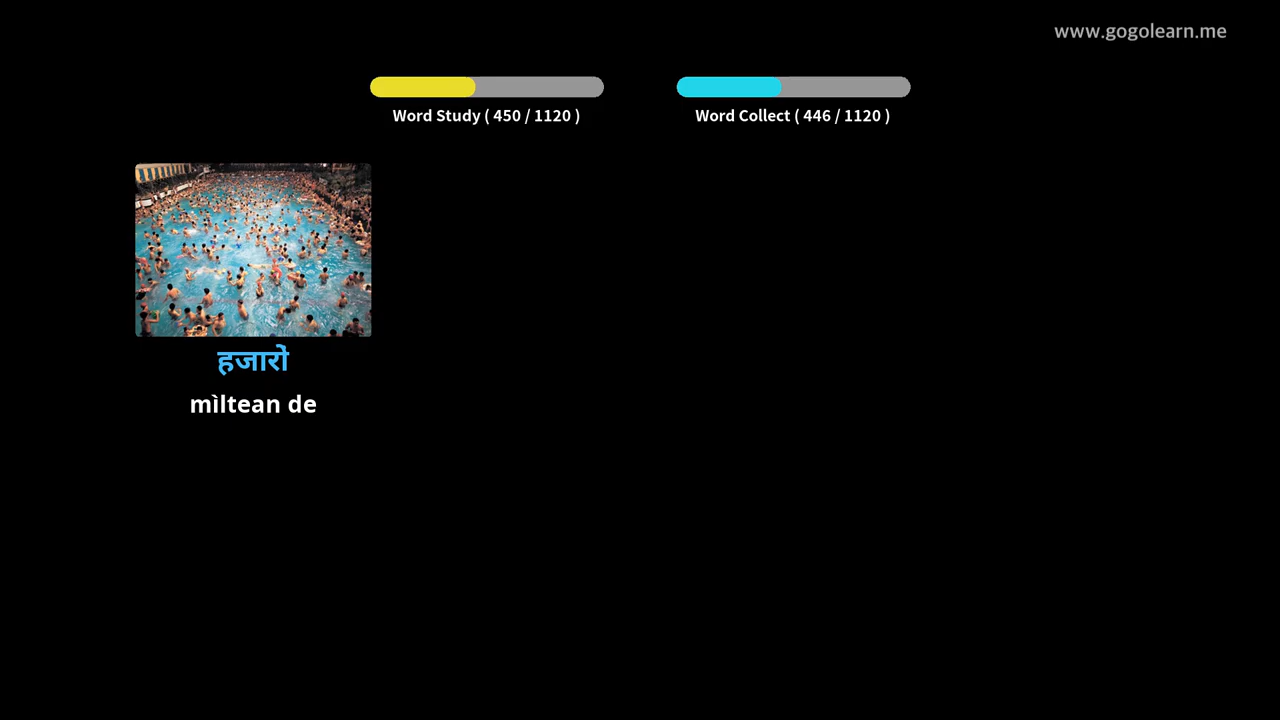 www.gogolearn.me
Word Study ( 450 / 1120 )
Word Collect ( 446 / 1120 )
हजारो
mìltean de